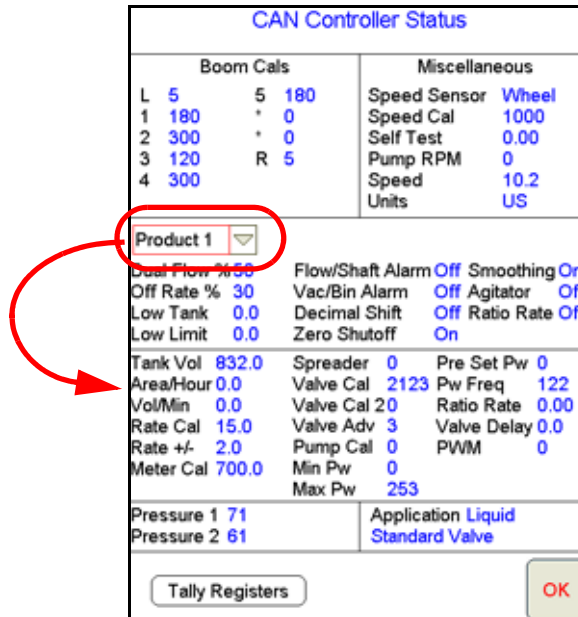 CAN Controller Status
Boom Cals
L 5 5 180
1 180 * 0
2 300 * 0
3 120 R 5
4 300
Miscellaneous
Speed Sensor Wheel
Speed Cal 1000
Self Test 0.00
Pump RPM 0
Speed 10.2
Units US
Product 1
Dual Flow % 50 Flow/Shaft Alarm Off Smoothing On
Off Rate % 30 Vac/Bin Alarm Off Agitator Of
Low Tank 0.0 Decimal Shift Off Ratio Rate Of
Low Limit 0.0 Zero Shutoff On
Tank Vol 832.0 Spreader 0 Pre Set Pw 0
Area/Hour 0.0 Valve Cal 2123 Pw Freq 122
Vol/Min 0.0 Valve Cal 2 0 Ratio Rate 0.00
Rate Cal 15.0 Valve Adv 3 Valve Delay 0.0
Rate +/- 2.0 Pump Cal 0 PWM 0
Meter Cal 700.0 Min Pw 0
Max Pw 253
Pressure 1 71 Application Liquid
Pressure 2 61 Standard Valve
Tally Registers
OK